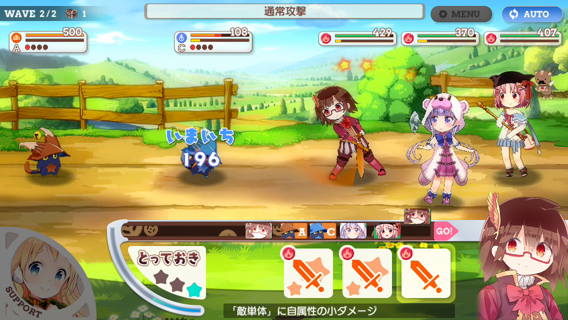 WAVE 2/2 1
通常攻撃
MENU
AUTO
500
A
108
C
429
370
407
いまいち
196
A
C
GO!
とっておき
SUPPORT
「敵単体」に自属性の小ダメージ